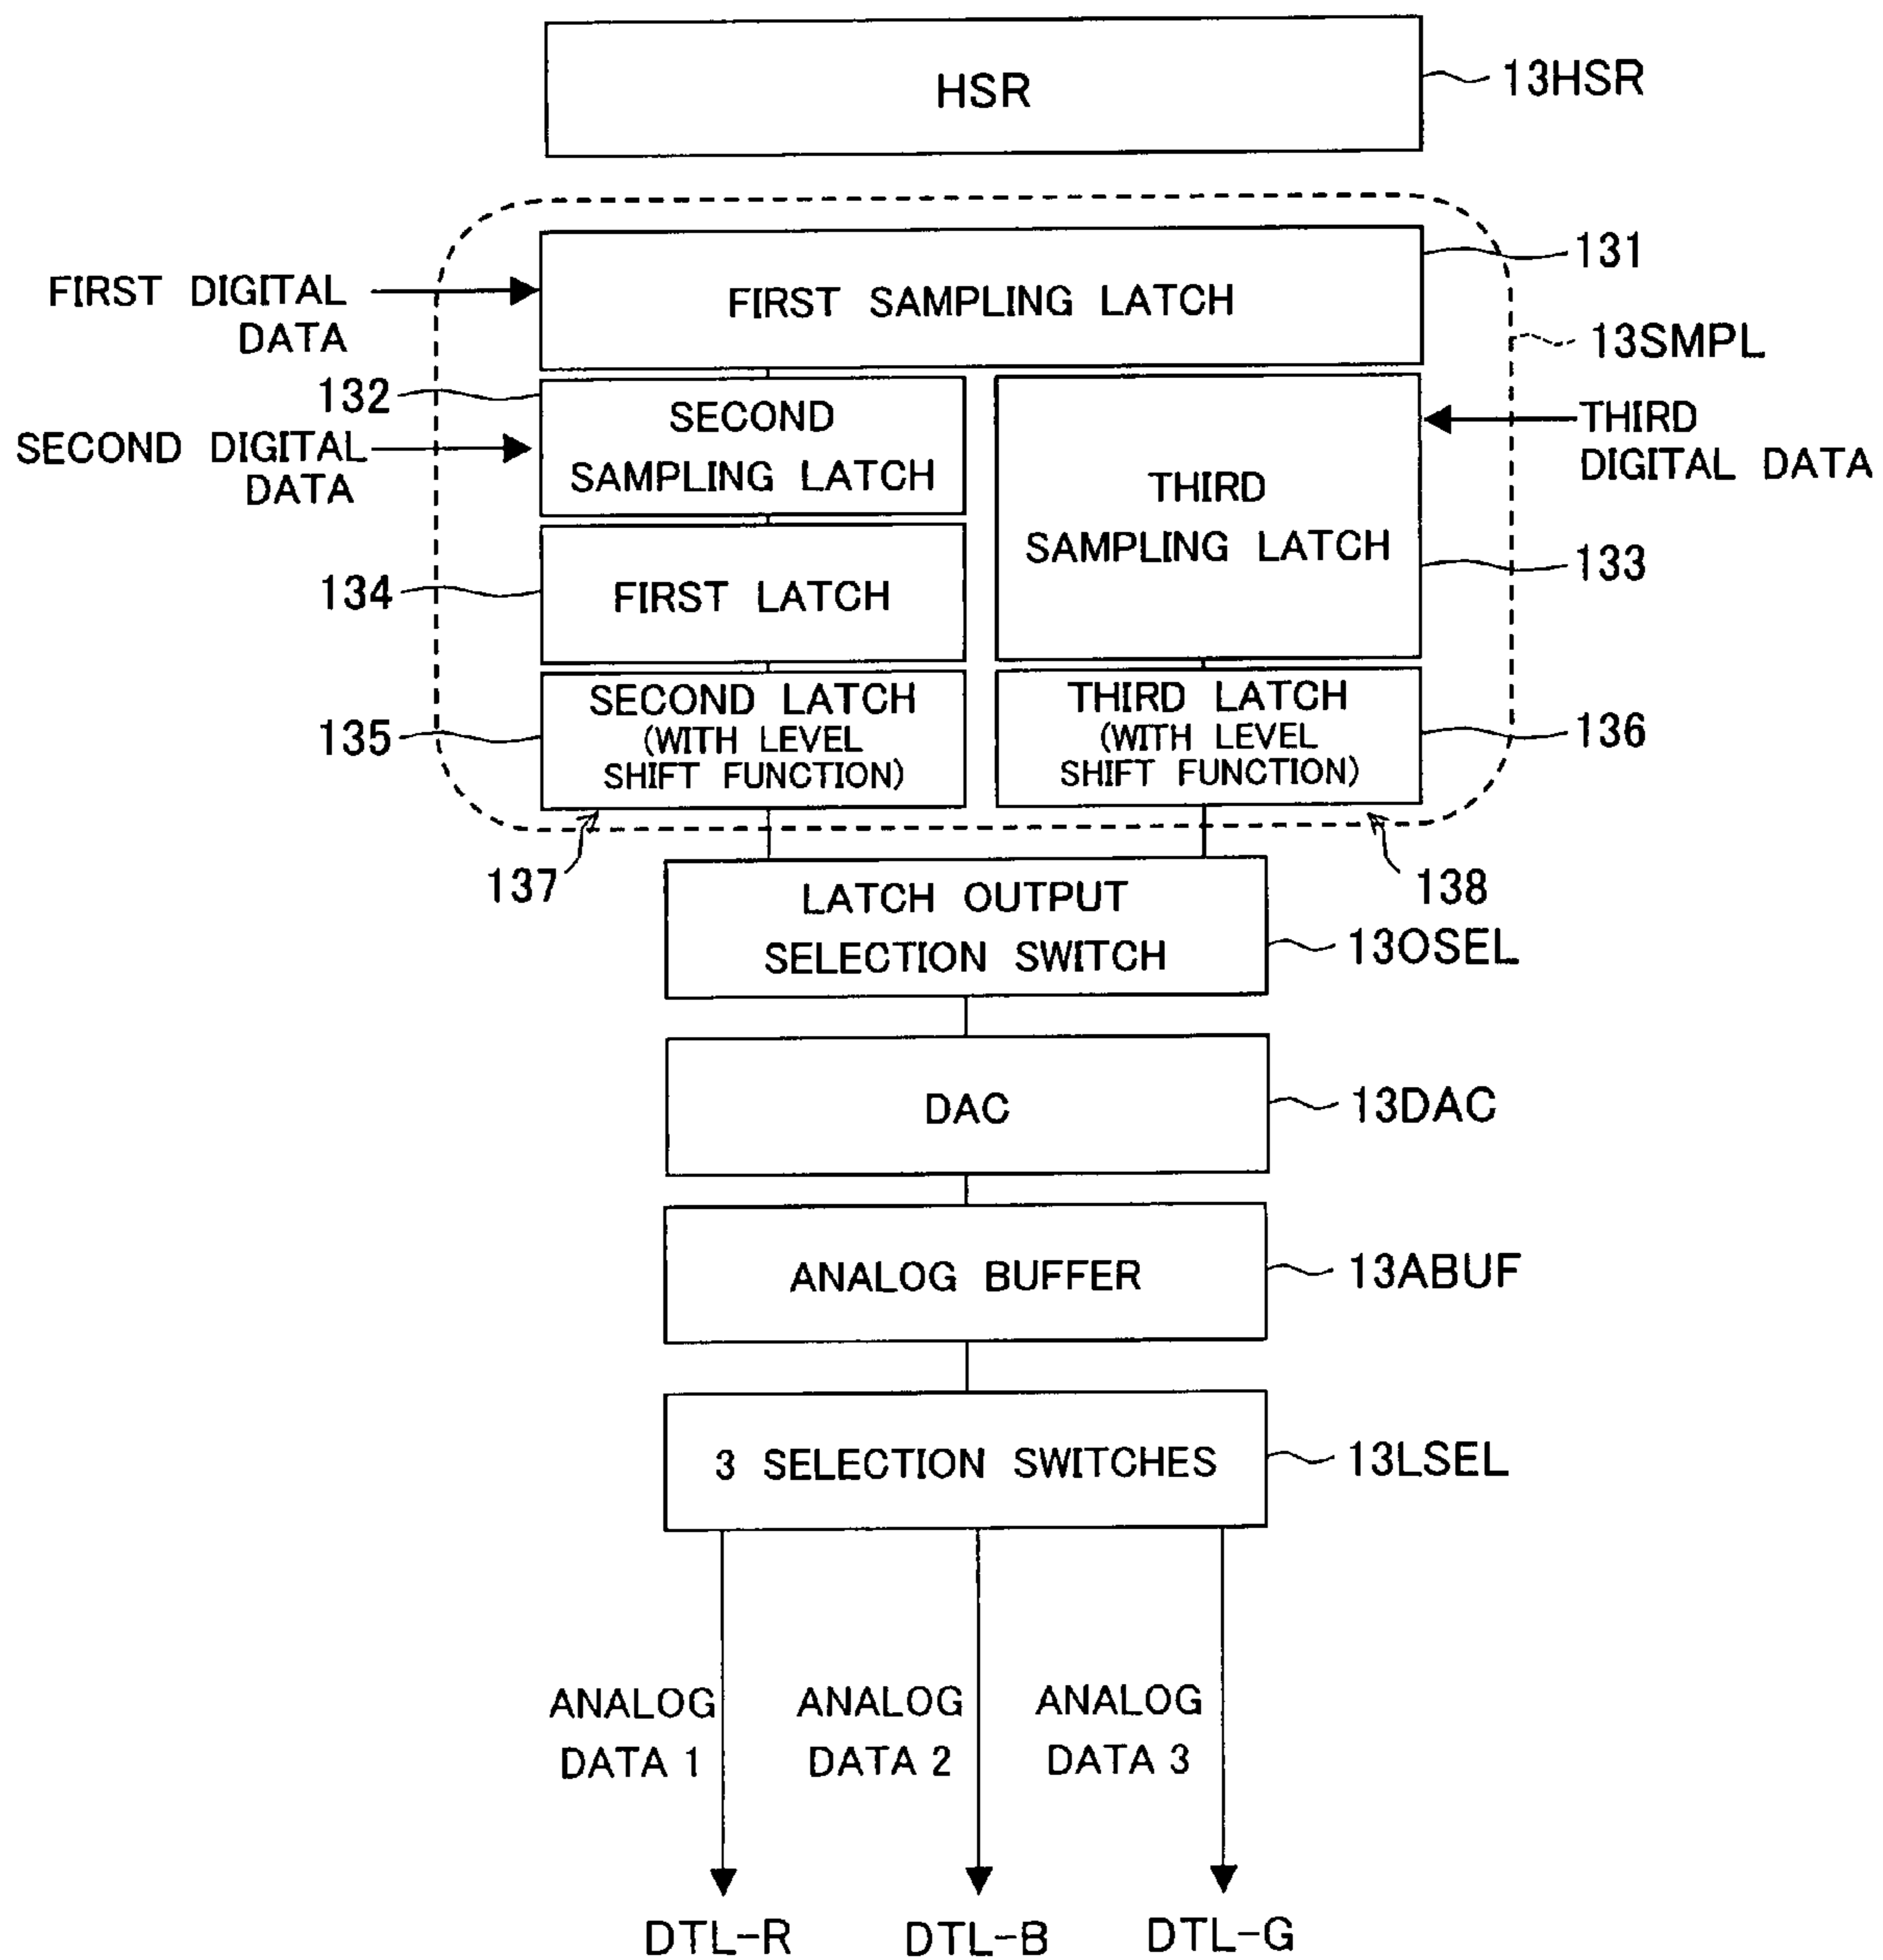 HSR
13HSR
FIRST DIGITAL
DATA
FIRST SAMPLING LATCH
131
13SMPL
132
SECOND
SAMPLING LATCH
SECOND DIGITAL
DATA
THIRD
SAMPLING LATCH
THIRD
DIGITAL DATA
133
134
FIRST LATCH
135
SECOND LATCH
(WITH LEVEL
SHIFT FUNCTION)
THIRD LATCH
(WITH LEVEL
SHIFT FUNCTION)
136
137
138
LATCH OUTPUT
SELECTION SWITCH
13OSEL
DAC
13DAC
ANALOG BUFFER
13ABUF
3 SELECTION SWITCHES
13LSEL
ANALOG
DATA 1
ANALOG
DATA 2
ANALOG
DATA 3
DTL-R
DTL-B
DTL-G